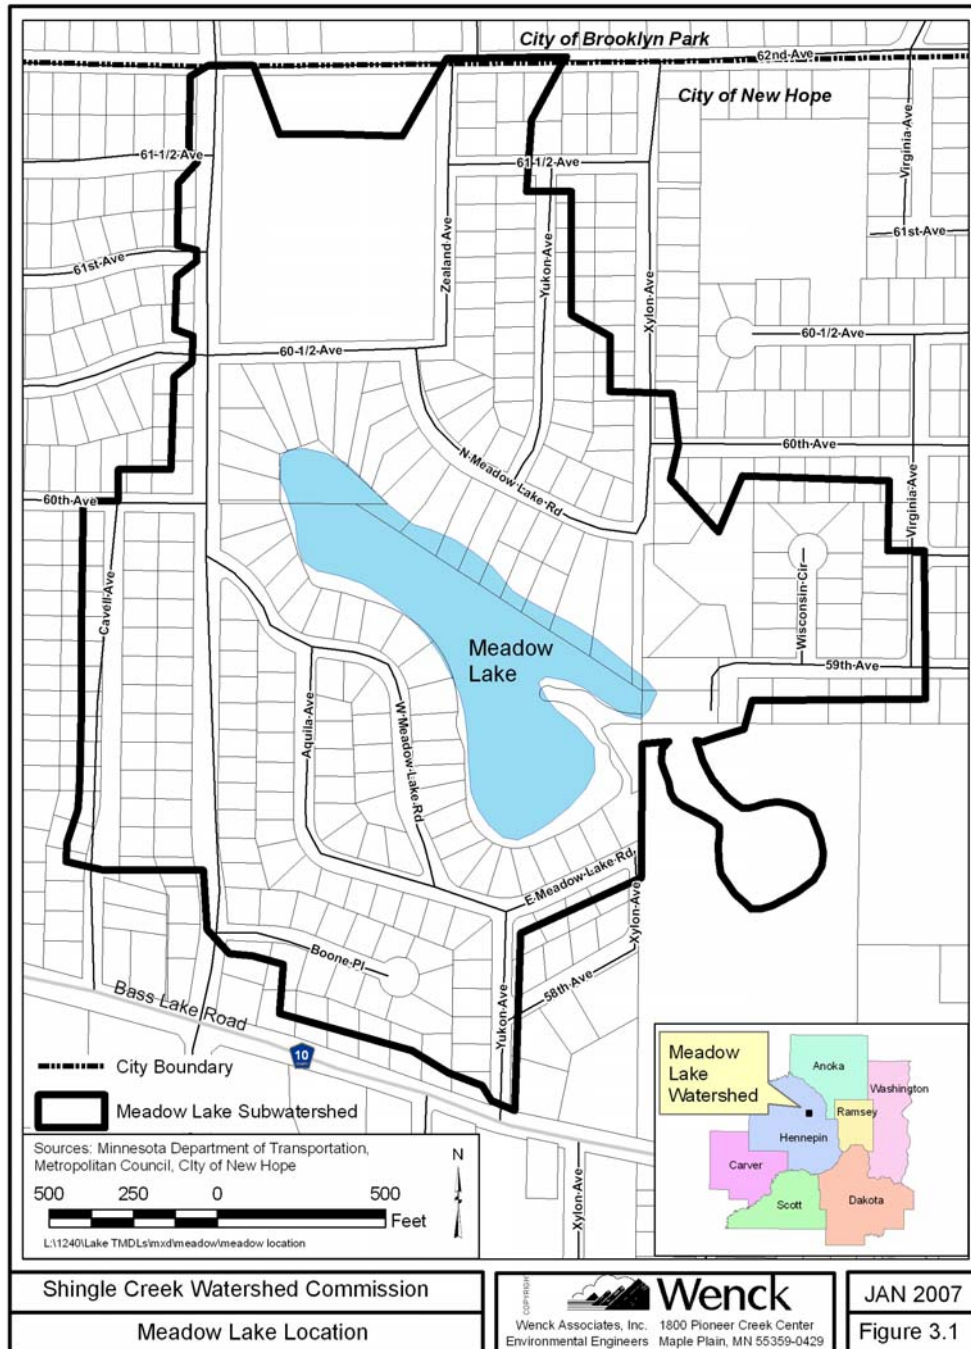 City of Brooklyn Park
62nd Ave
City of New Hope
61-1/2 Ave
61-1/2 Ave
Virginia Ave
61st Ave
61st Ave
Zealand Ave
Yukon Ave
Xylon Ave
60-1/2 Ave
60-1/2 Ave
60th Ave
N Meadow Lake Rd
60th Ave
Virginia Ave
Cavell Ave
Wisconsin Cir
Meadow
Lake
59th Ave
Aquila Ave
W Meadow Lake Rd
E Meadow Lake Rd
Xylon Ave
Boone Pl
58th Ave
Yukon Ave
Bass Lake Road
10
Xylon Ave
City Boundary
Meadow Lake Subwatershed
Sources: Minnesota Department of Transportation,
Metropolitan Council, City of New Hope
N
500 250 0 500
Feet
L:\1240\Lake TMDLs\mxd\meadow\meadow location
Meadow
Lake
Watershed
Anoka
Washington
Ramsey
Hennepin
Carver
Scott
Dakota
Shingle Creek Watershed Commission
Meadow Lake Location
COPYRIGHT
Wenck
Wenck Associates, Inc. 1800 Pioneer Creek Center
Environmental Engineers Maple Plain, MN 55359-0429
JAN 2007
Figure 3.1